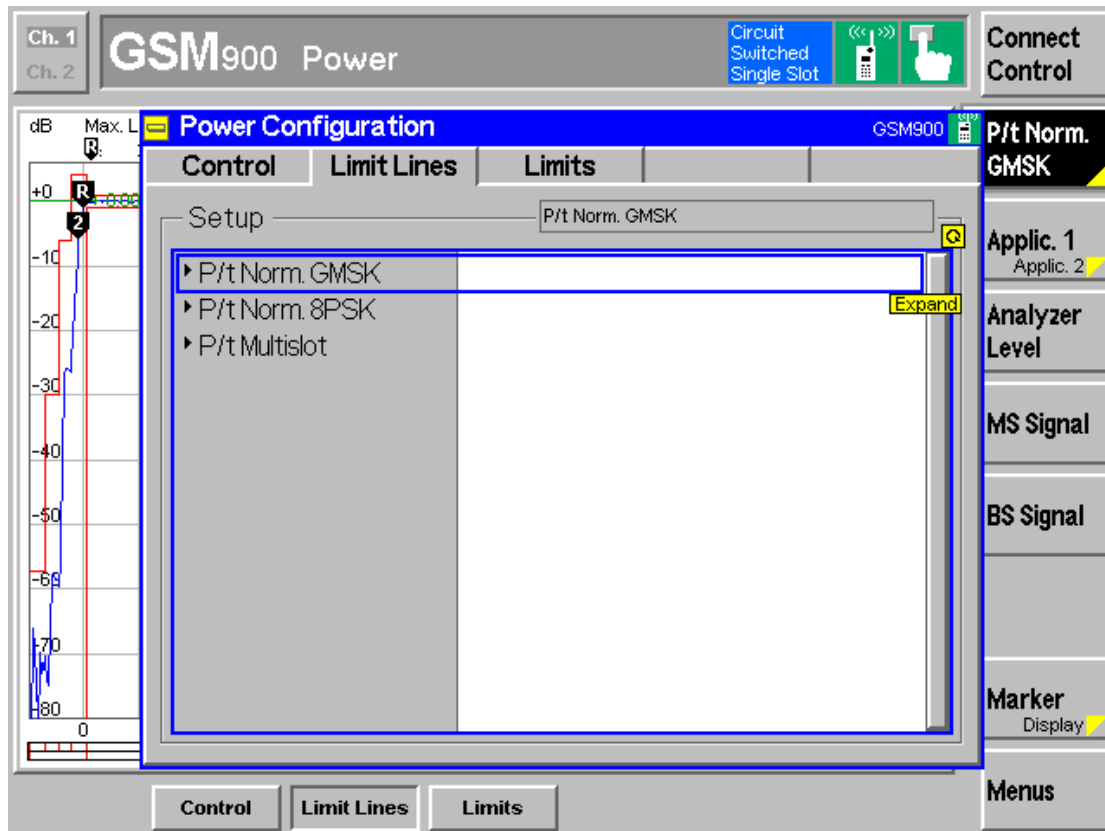 Ch. 1
Ch. 2
GSM900 Power
Circuit
Switched
Single Slot
Connect
Control
dB
Max. L
R:
Power Configuration
GSM900
Control
Limit Lines
Limits
Setup
P/t Norm. GMSK
P/t Norm. GMSK
P/t Norm. 8PSK
P/t Multislot
Expand
+0
R
2
-10
-20
-30
-40
-50
-60
-70
-80
0
P/t Norm.
GMSK
Applic. 1
Applic. 2
Analyzer
Level
MS Signal
BS Signal
Marker
Display
Menus
Control
Limit Lines
Limits